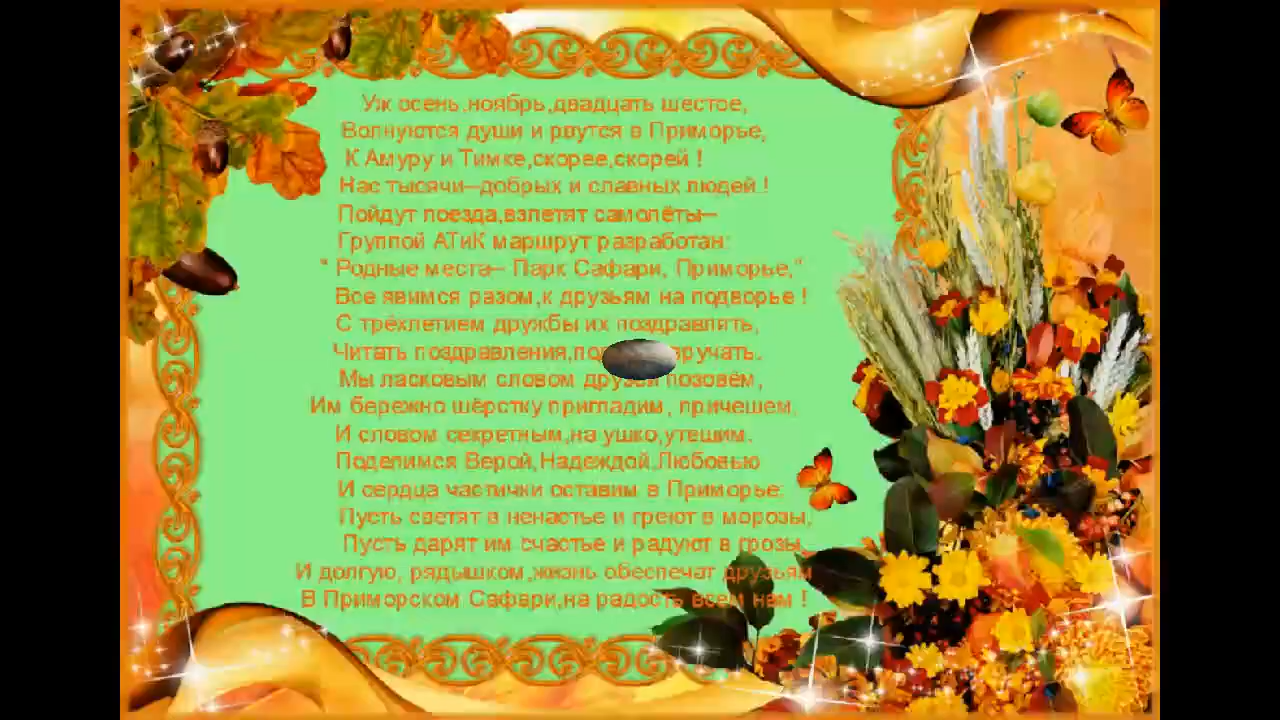 Уж осень,ноябрь,двадцать шестое,
Волнуются души и рвутся в Приморье,
К Амуру и Тимке,скорее,скорей !
Нас тысячи–добрых и славных людей !
Пойдут поезда,взлетят самолёты–
Группой АТиК маршрут разработан:
" Родные места– Парк Сафари, Приморье,"
Все явимся разом,к друзьям на подворье !
С трёхлетием дружбы их поздравлять,
Читать поздравления,
Мы ласковым словом друзей позовём,
Им бережно шёрстку пригладим, причешем,
И словом секретным,на ушко,утешим.
Поделимся Верой,Надеждой,Любовью
И сердца частички оставим в Приморье:
Пусть светят в ненастье и греют в морозы,
Пусть дарят им счастье и радуют в грозы,
И долгую, рядышком,жизнь обеспечат друзьям
В Приморском Сафари,на радость всем нам !